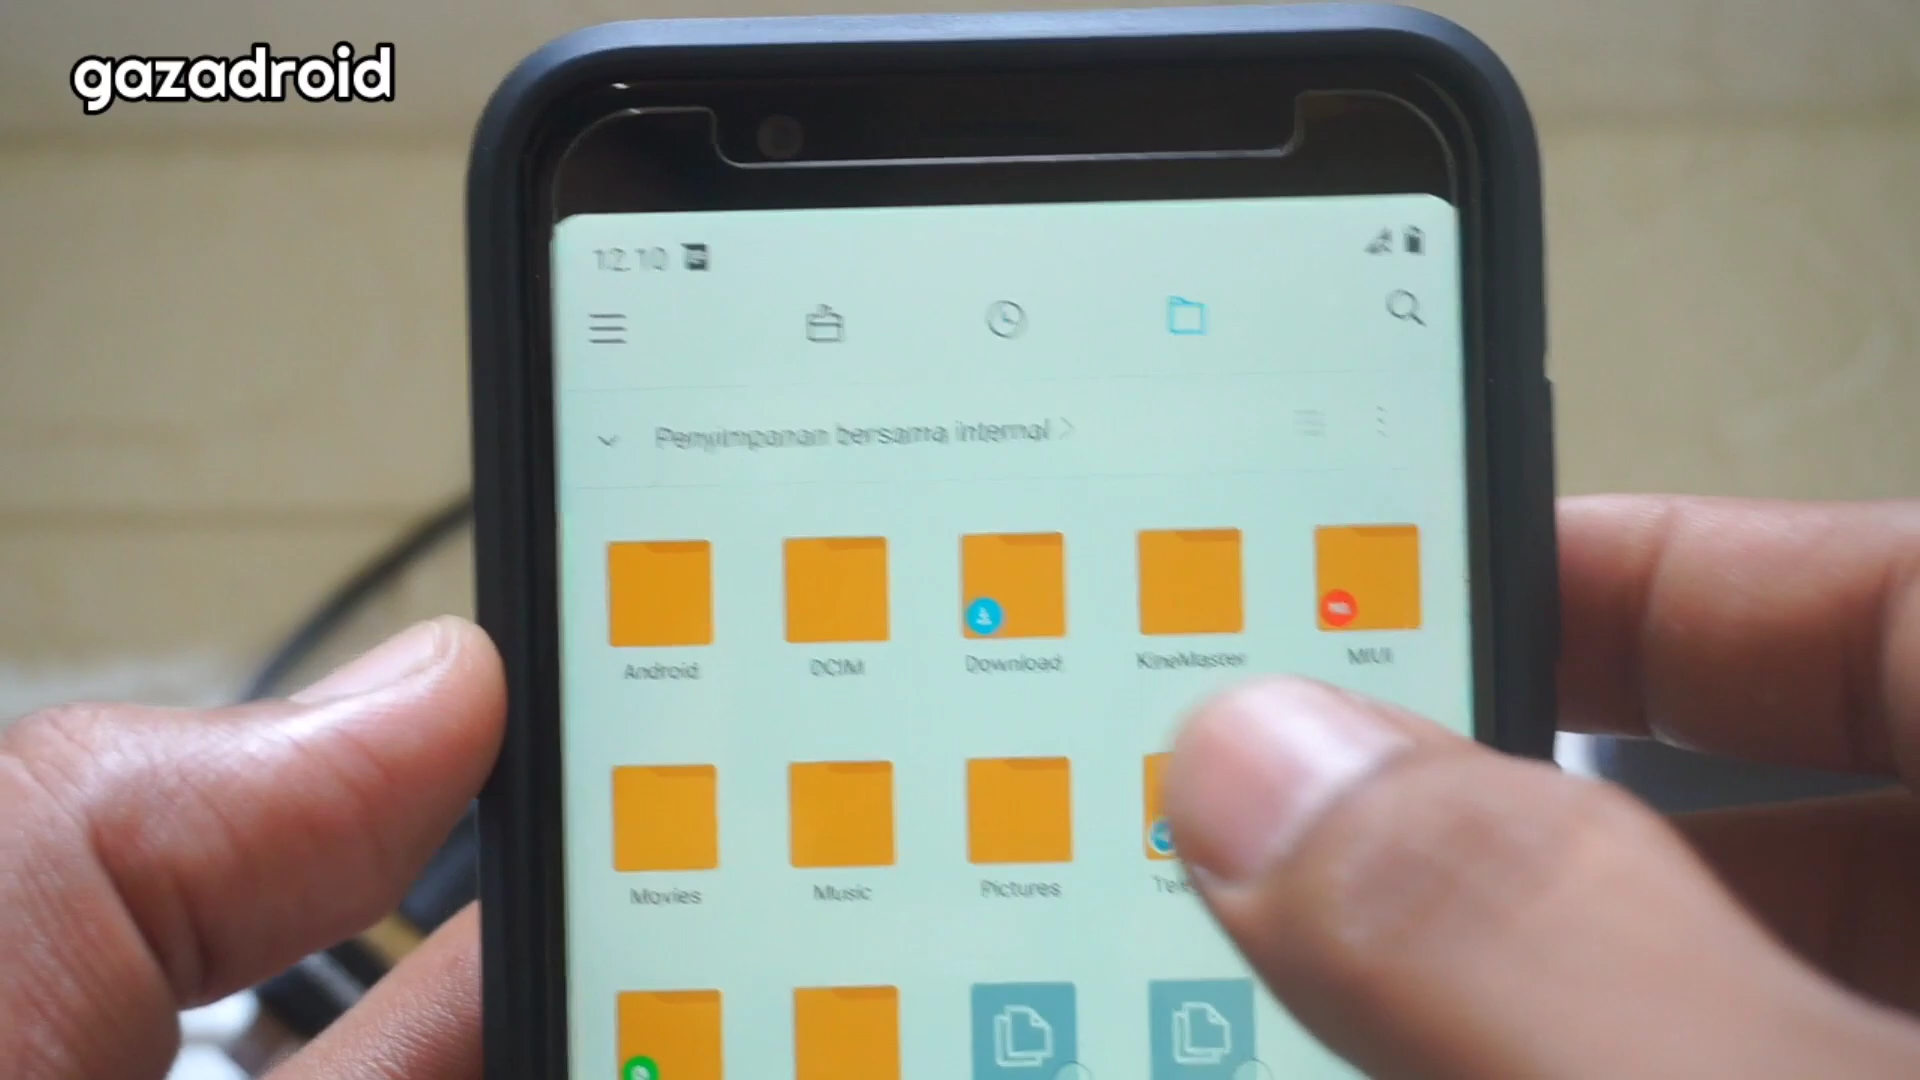 gazadroid
12.10
Penyimpanan bersama internal
Android
DCIM
Download
KineMaster
MIUI
Movies
Music
Pictures